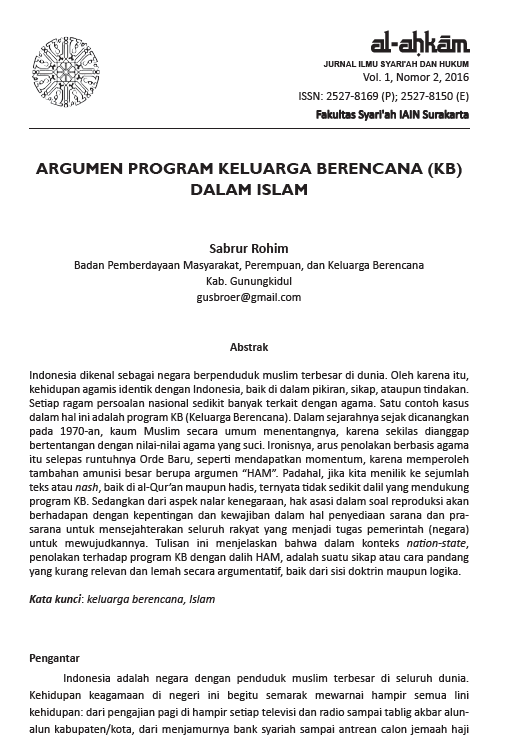 al-aḥkām
JURNAL ILMU SYARI'AH DAN HUKUM
Vol. 1, Nomor 2, 2016
ISSN: 2527-8169 (P); 2527-8150 (E)
Fakultas Syari'ah IAIN Surakarta
ARGUMEN PROGRAM KELUARGA BERENCANA (KB)
DALAM ISLAM
Sabrur Rohim
Badan Pemberdayaan Masyarakat, Perempuan, dan Keluarga Berencana
Kab. Gunungkidul
gusbroer@gmail.com
Abstrak
Indonesia dikenal sebagai negara berpenduduk muslim terbesar di dunia. Oleh karena itu,
kehidupan agamis identik dengan Indonesia, baik di dalam pikiran, sikap, ataupun tindakan.
Setiap ragam persoalan nasional sedikit banyak terkait dengan agama. Satu contoh kasus
dalam hal ini adalah program KB (Keluarga Berencana). Dalam sejarahnya sejak dicanangkan
pada 1970-an, kaum Muslim secara umum menentangnya, karena sekilas dianggap
bertentangan dengan nilai-nilai agama yang suci. Ironisnya, arus penolakan berbasis agama
itu selepas runtuhnya Orde Baru, seperti mendapatkan momentum, karena memperoleh
tambahan amunisi besar berupa argumen “HAM”. Padahal, jika kita menilik ke sejumlah
teks atau nash, baik di al-Qur’an maupun hadis, ternyata tidak sedikit dalil yang mendukung
program KB. Sedangkan dari aspek nalar kenegaraan, hak asasi dalam soal reproduksi akan
berhadapan dengan kepentingan dan kewajiban dalam hal penyediaan sarana dan pra-
sarana untuk mensejahterakan seluruh rakyat yang menjadi tugas pemerintah (negara)
untuk mewujudkannya. Tulisan ini menjelaskan bahwa dalam konteks nation-state,
penolakan terhadap program KB dengan dalih HAM, adalah suatu sikap atau cara pandang
yang kurang relevan dan lemah secara argumentatif, baik dari sisi doktrin maupun logika.
Kata kunci: keluarga berencana, Islam
Pengantar
Indonesia adalah negara dengan penduduk muslim terbesar di seluruh dunia.
Kehidupan keagamaan di negeri ini begitu semarak mewarnai hampir semua lini
kehidupan: dari pengajian pagi di hampir setiap televisi dan radio sampai tablig akbar alun-
alun kabupaten/kota, dari menjamurnya bank syariah sampai antrean calon jemaah haji